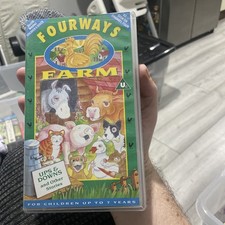 FOURWAYS
FARM
U
UPS &
DOWNS
and Other
Stories
FOR CHILDREN UP TO 7 YEARS